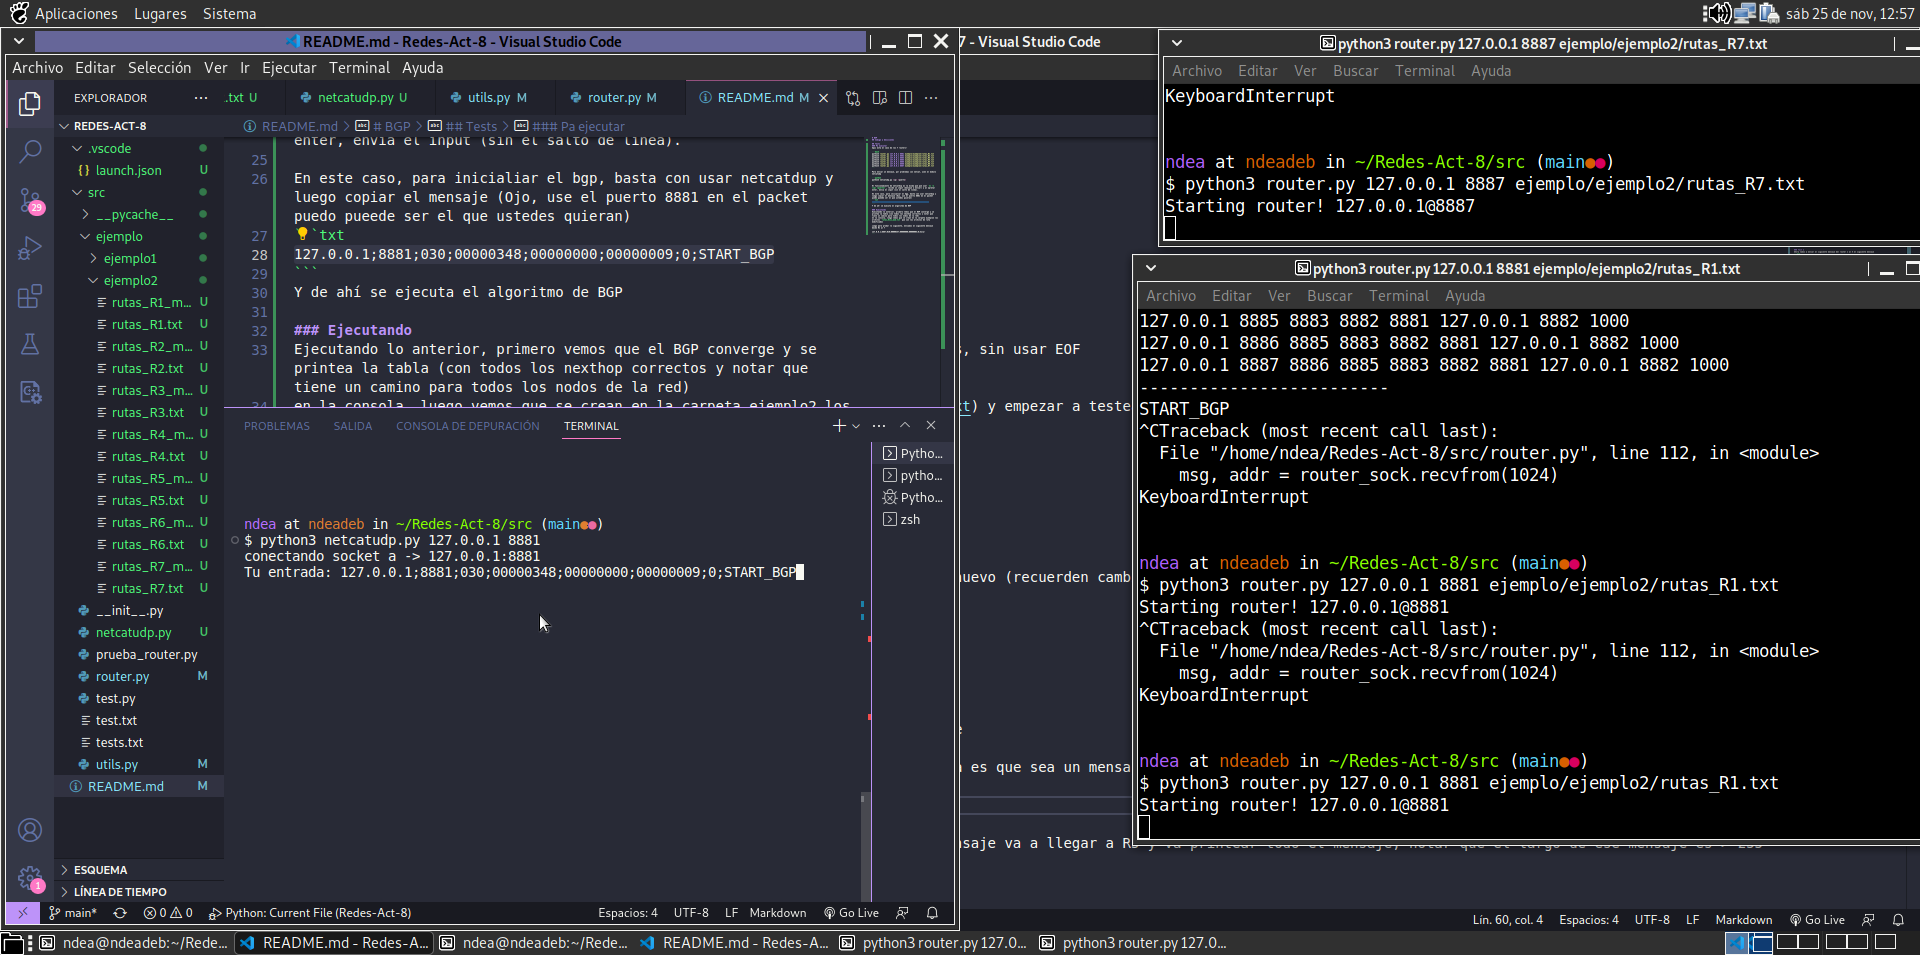 Aplicaciones Lugares Sistema
sáb 25 de nov, 12:57
README.md - Redes-Act-8 - Visual Studio Code
Archivo Editar Selección Ver Ir Ejecutar Terminal Ayuda
EXPLORADOR
.txt U netcatudp.py U utils.py M router.py M README.md M
README.md > # BGP > ## Tests > ### Pa ejecutar
REDES-ACT-8
.vscode
launch.json U
src
__pycache__
ejemplo
ejemplo1
ejemplo2
rutas_R1_m... U
rutas_R1.txt U
rutas_R2_m... U
rutas_R2.txt U
rutas_R3_m... U
rutas_R3.txt U
rutas_R4_m... U
rutas_R4.txt U
rutas_R5_m... U
rutas_R5.txt U
rutas_R6_m... U
rutas_R6.txt U
rutas_R7_m... U
rutas_R7.txt U
__init__.py
netcatudp.py U
prueba_router.py
router.py M
test.py
test.txt
tests.txt
utils.py M
README.md M
ESQUEMA
LÍNEA DE TIEMPO
29
1
enter, envia el input (sin el salto de linea).
25
26 En este caso, para inicialiar el bgp, basta con usar netcatdup y
luego copiar el mensaje (Ojo, use el puerto 8881 en el packet
puedo pueede ser el que ustedes quieran)
27 `txt
28 127.0.0.1;8881;030;00000348;00000000;00000009;0;START_BGP
29 ```
30 Y de ahí se ejecuta el algoritmo de BGP
31
32 ### Ejecutando
33 Ejecutando lo anterior, primero vemos que el BGP converge y se
printea la tabla (con todos los nexthop correctos y notar que
tiene un camino para todos los nodos de la red)
34 en la consola, luego vemos que se crean en la carpeta ejemplo2 los
PROBLEMAS SALIDA CONSOLA DE DEPURACIÓN TERMINAL
Pytho...
pytho...
Pytho...
zsh
ndea at ndeadeb in ~/Redes-Act-8/src (main)
$ python3 netcatudp.py 127.0.0.1 8881
conectando socket a -> 127.0.0.1:8881
Tu entrada: 127.0.0.1;8881;030;00000348;00000000;00000009;0;START_BGP
main* 0 0 Python: Current File (Redes-Act-8) Espacios: 4 UTF-8 LF Markdown Go Live
7 - Visual Studio Code
, sin usar EOF
t) y empezar a teste
nuevo (recuerden camb
es que sea un mensa
saje va a llegar a R
Lín. 60, col. 4 Espacios: 4 UTF-8 LF Markdown Go Live
python3 router.py 127.0.0.1 8887 ejemplo/ejemplo2/rutas_R7.txt
Archivo Editar Ver Buscar Terminal Ayuda
KeyboardInterrupt
ndea at ndeadeb in ~/Redes-Act-8/src (main)
$ python3 router.py 127.0.0.1 8887 ejemplo/ejemplo2/rutas_R7.txt
Starting router! 127.0.0.1@8887
python3 router.py 127.0.0.1 8881 ejemplo/ejemplo2/rutas_R1.txt
Archivo Editar Ver Buscar Terminal Ayuda
127.0.0.1 8885 8883 8882 8881 127.0.0.1 8882 1000
127.0.0.1 8886 8885 8883 8882 8881 127.0.0.1 8882 1000
127.0.0.1 8887 8886 8885 8883 8882 8881 127.0.0.1 8882 1000
-------------------------
START_BGP
^CTraceback (most recent call last):
File "/home/ndea/Redes-Act-8/src/router.py", line 112, in <module>
msg, addr = router_sock.recvfrom(1024)
KeyboardInterrupt
ndea at ndeadeb in ~/Redes-Act-8/src (main)
$ python3 router.py 127.0.0.1 8881 ejemplo/ejemplo2/rutas_R1.txt
Starting router! 127.0.0.1@8881
^CTraceback (most recent call last):
File "/home/ndea/Redes-Act-8/src/router.py", line 112, in <module>
msg, addr = router_sock.recvfrom(1024)
KeyboardInterrupt
ndea at ndeadeb in ~/Redes-Act-8/src (main)
$ python3 router.py 127.0.0.1 8881 ejemplo/ejemplo2/rutas_R1.txt
Starting router! 127.0.0.1@8881
ndea@ndeadeb:~/Rede... README.md - Redes-A... ndea@ndeadeb:~/Rede... README.md - Redes-A... python3 router.py 127.0... python3 router.py 127.0...